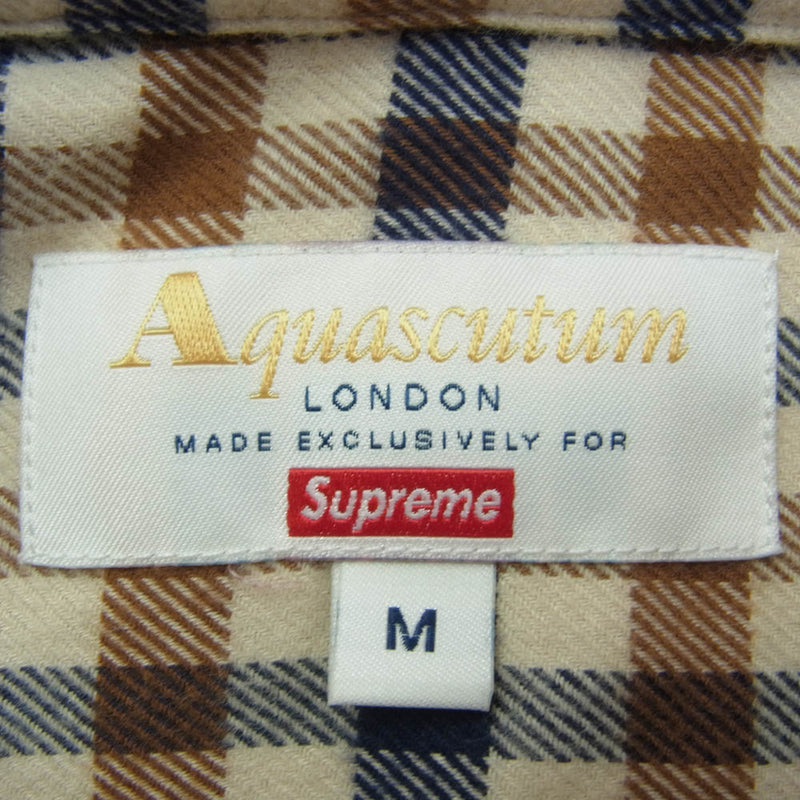 Aquascutum
LONDON
MADE EXCLUSIVELY FOR
Supreme
M